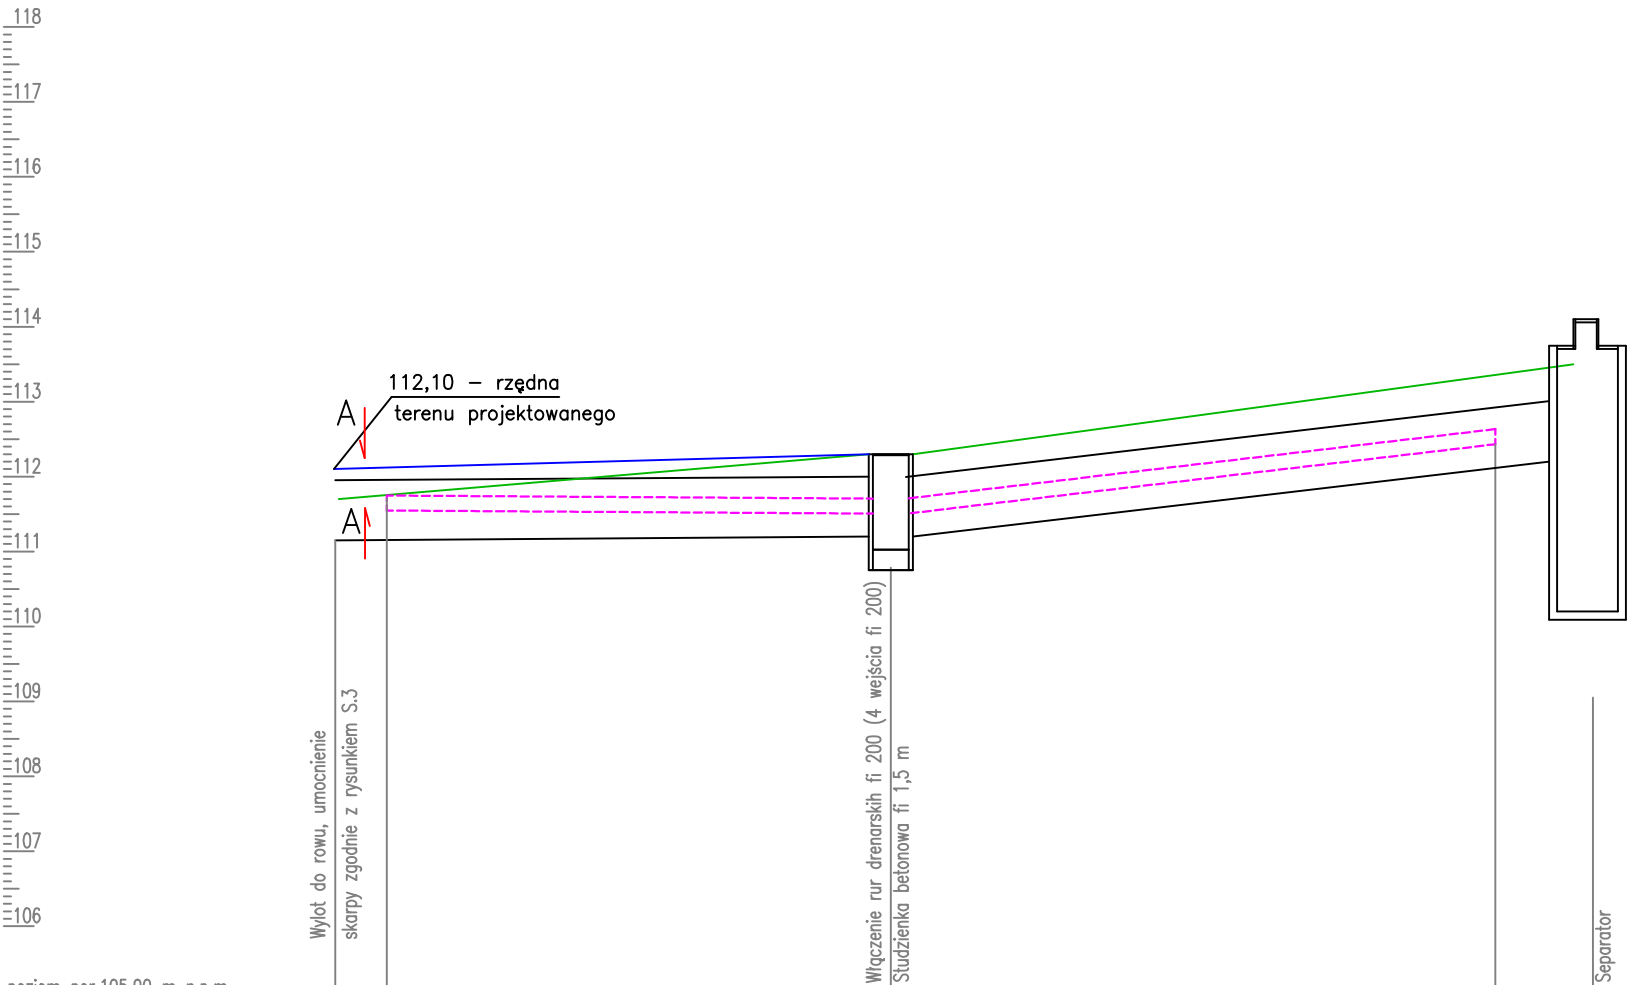 118
117
116
115
114
113
112
111
110
109
108
107
106
112,10 – rzędna
terenu projektowanego
A
A
Wylot do rowu, umocnienie
skarpy zgodnie z rysunkiem S.3
Włączenie rur drenarskih fi 200 (4 wejścia fi 200)
Studzienka betonowa fi 1,5 m
Separator